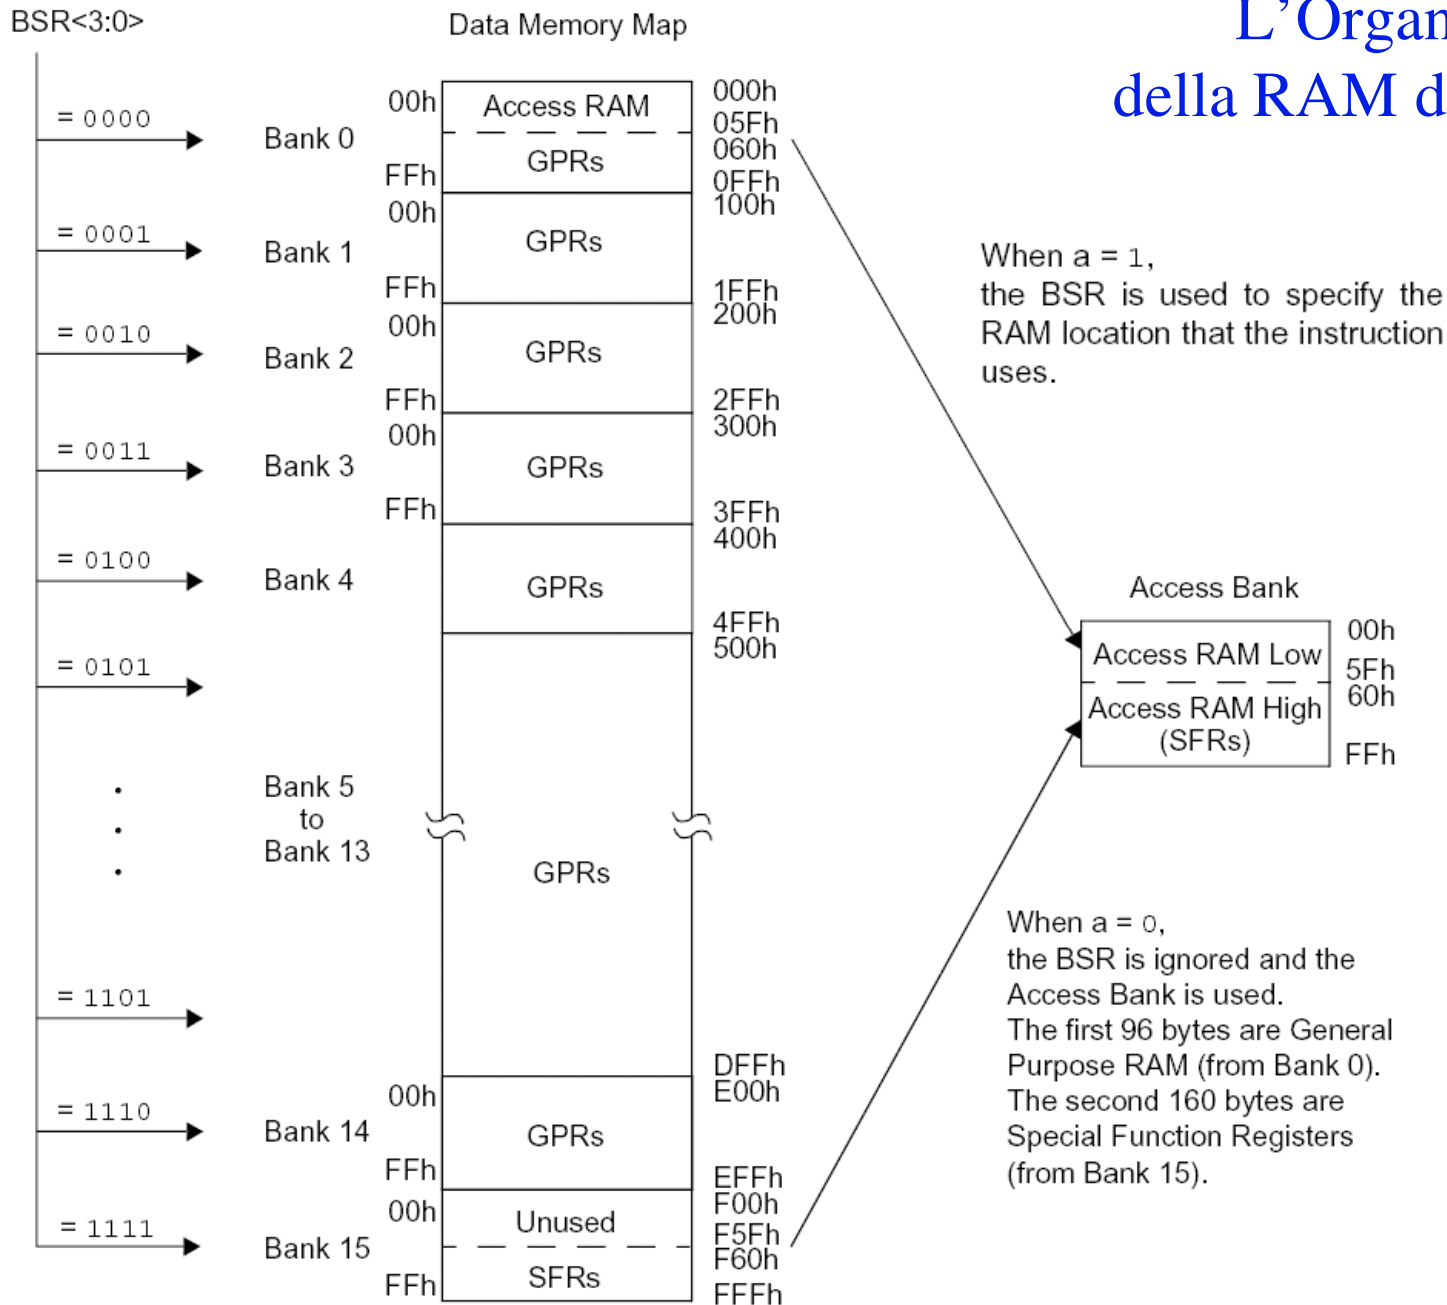 L'Organ
della RAM d
BSR<3:0>
Data Memory Map
= 0000
Bank 0
00h
Access RAM
000h
05Fh
GPRs
060h
FFh
0FFh
= 0001
Bank 1
00h
GPRs
100h
FFh
1FFh
= 0010
Bank 2
00h
GPRs
200h
FFh
2FFh
= 0011
Bank 3
00h
GPRs
300h
FFh
3FFh
= 0100
Bank 4
GPRs
400h
4FFh
= 0101
500h
.
.
.
Bank 5
to
Bank 13
GPRs
= 1101
DFFh
= 1110
Bank 14
00h
GPRs
E00h
FFh
EFFh
= 1111
Bank 15
00h
Unused
F00h
F5Fh
SFRs
F60h
FFh
FFFh
When a = 1,
the BSR is used to specify the
RAM location that the instruction
uses.
Access Bank
Access RAM Low
00h
5Fh
Access RAM High
(SFRs)
60h
FFh
When a = 0,
the BSR is ignored and the
Access Bank is used.
The first 96 bytes are General
Purpose RAM (from Bank 0).
The second 160 bytes are
Special Function Registers
(from Bank 15).